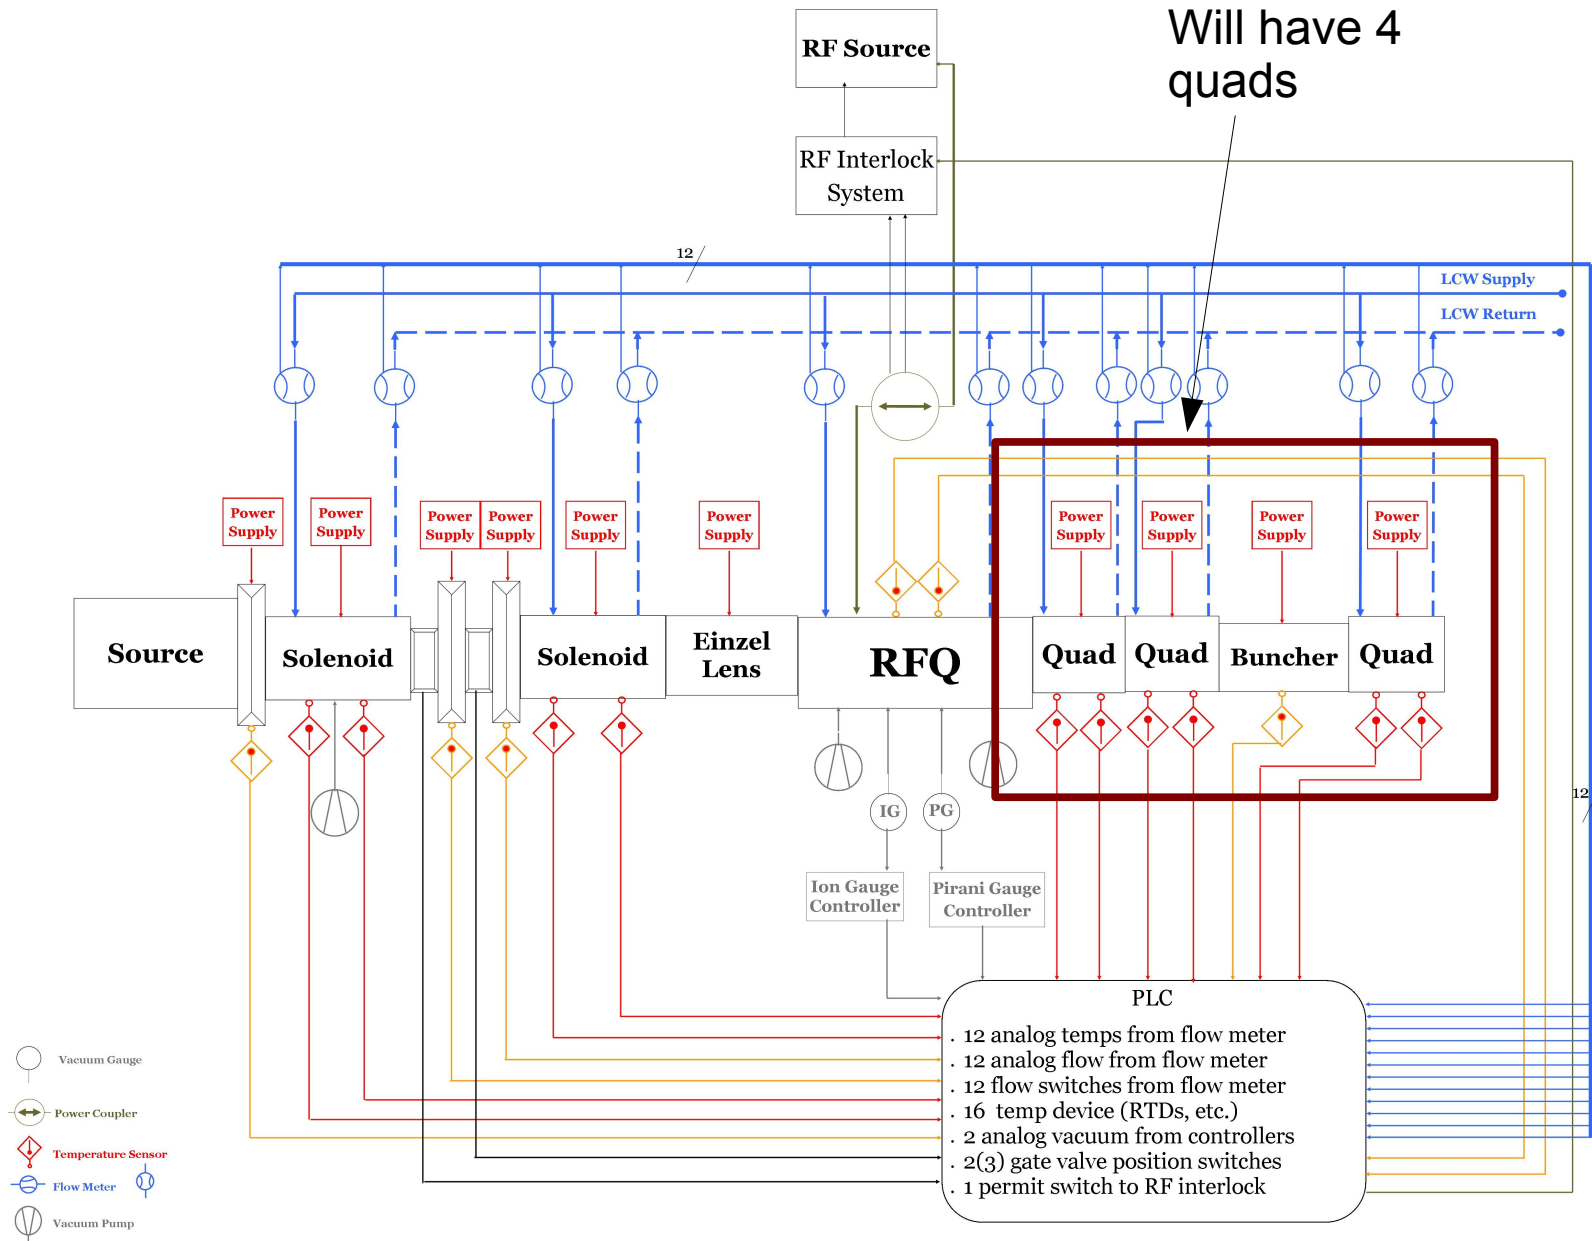 Will have 4
quads
RF Source
RF Interlock
System
12
LCW Supply
LCW Return
Power
Supply
Power
Supply
Power
Supply
Power
Supply
Power
Supply
Power
Supply
Power
Supply
Power
Supply
Power
Supply
Power
Supply
Source
Solenoid
Solenoid
Einzel
Lens
RFQ
Quad
Quad
Buncher
Quad
12
IG
PG
Ion Gauge
Controller
Pirani Gauge
Controller
PLC
. 12 analog temps from flow meter
. 12 analog flow from flow meter
. 12 flow switches from flow meter
. 16 temp device (RTDs, etc.)
. 2 analog vacuum from controllers
. 2(3) gate valve position switches
. 1 permit switch to RF interlock
Vacuum Gauge
Power Coupler
Temperature Sensor
Flow Meter
Vacuum Pump